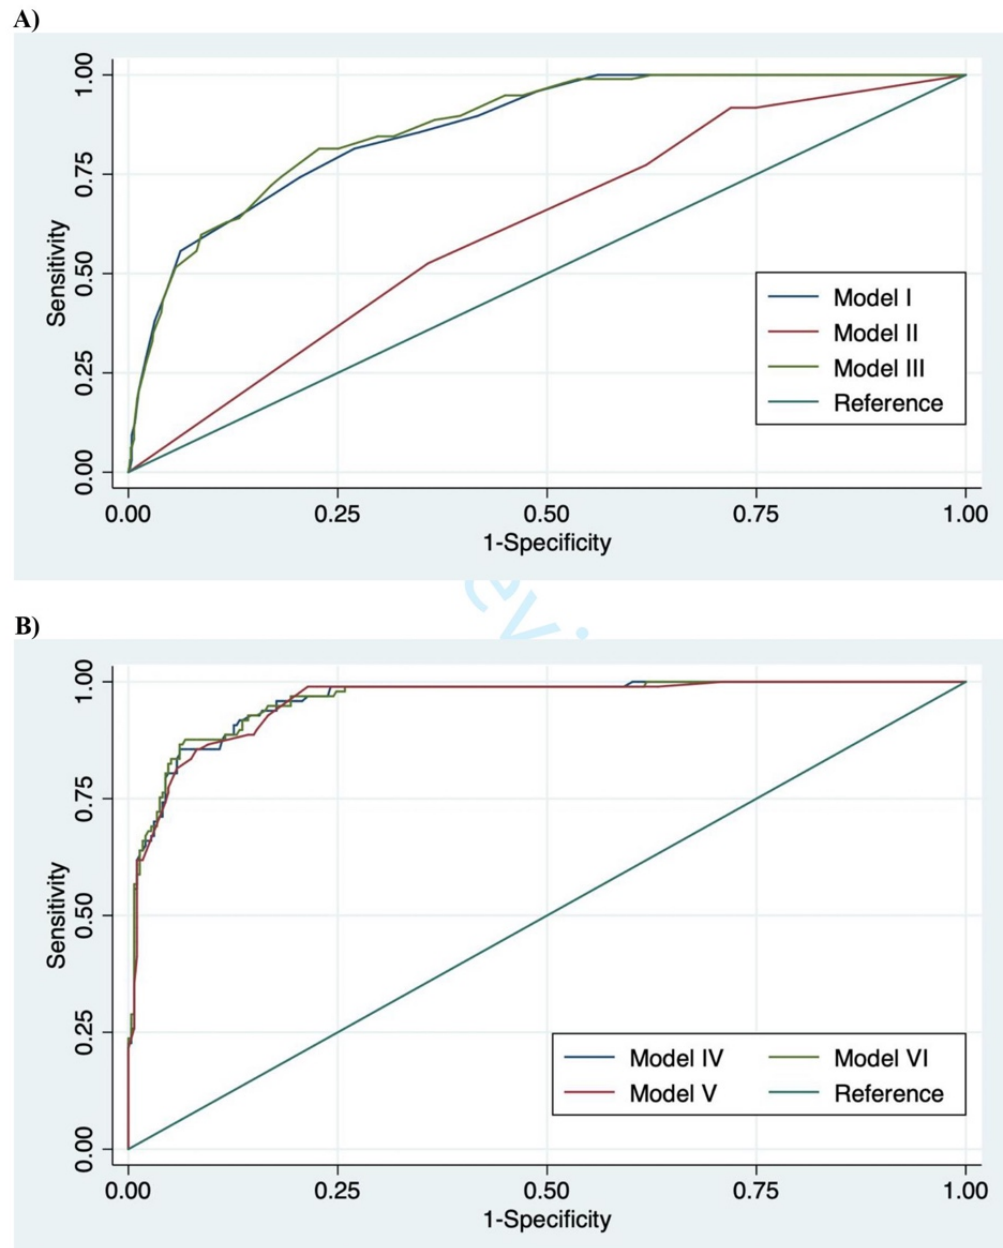 A)
1.00
0.75
0.50
0.25
0.00
Sensitivity
Model I
Model II
Model III
Reference
0.00 0.25 0.50 0.75 1.00
1-Specificity
B)
1.00
0.75
0.50
0.25
0.00
Sensitivity
Model IV Model VI
Model V Reference
0.00 0.25 0.50 0.75 1.00
1-Specificity